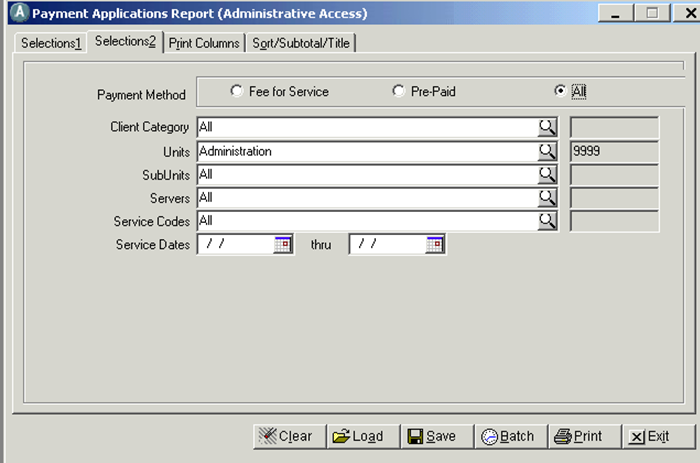 A Payment Applications Report (Administrative Access)
Selections1 Selections2 Print Columns Sort/Subtotal/Title
Payment Method Fee for Service Pre-Paid All
Client Category All
Units Administration 9999
SubUnits All
Servers All
Service Codes All
Service Dates / / thru / /
Clear Load Save Batch Print Exit